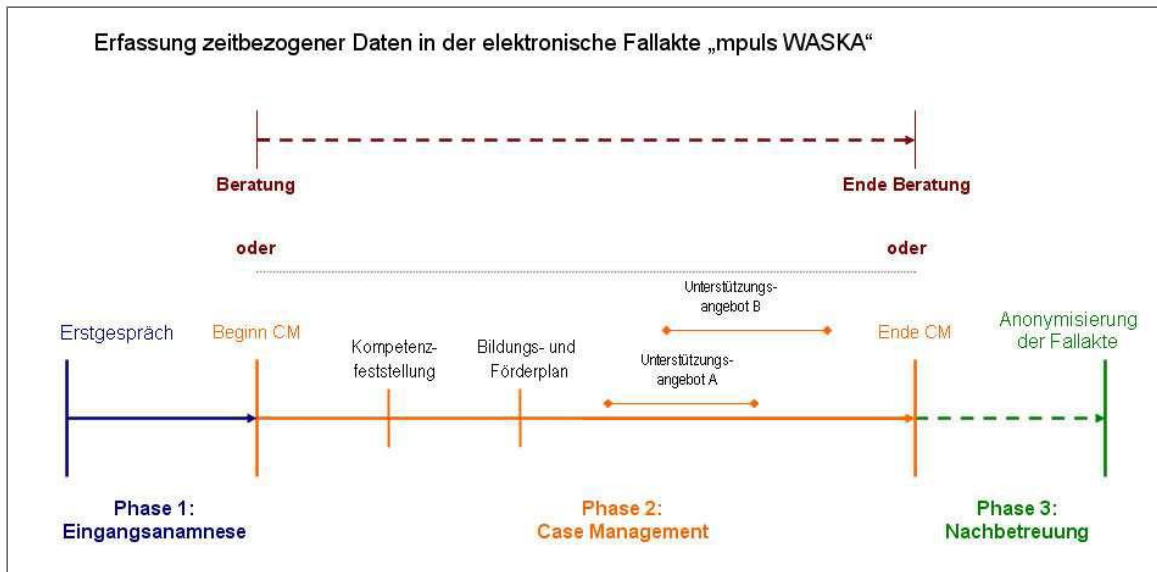 Erfassung zeitbezogener Daten in der elektronische Fallakte „mpuls WASKA“
Beratung
Ende Beratung
oder
oder
Unterstützungs-
angebot B
Erstgespräch
Beginn CM
Ende CM
Anonymisierung
der Fallakte
Kompetenz-
feststellung
Bildungs- und
Förderplan
Unterstützungs-
angebot A
Phase 1:
Eingangsanamnese
Phase 2:
Case Management
Phase 3:
Nachbetreuung